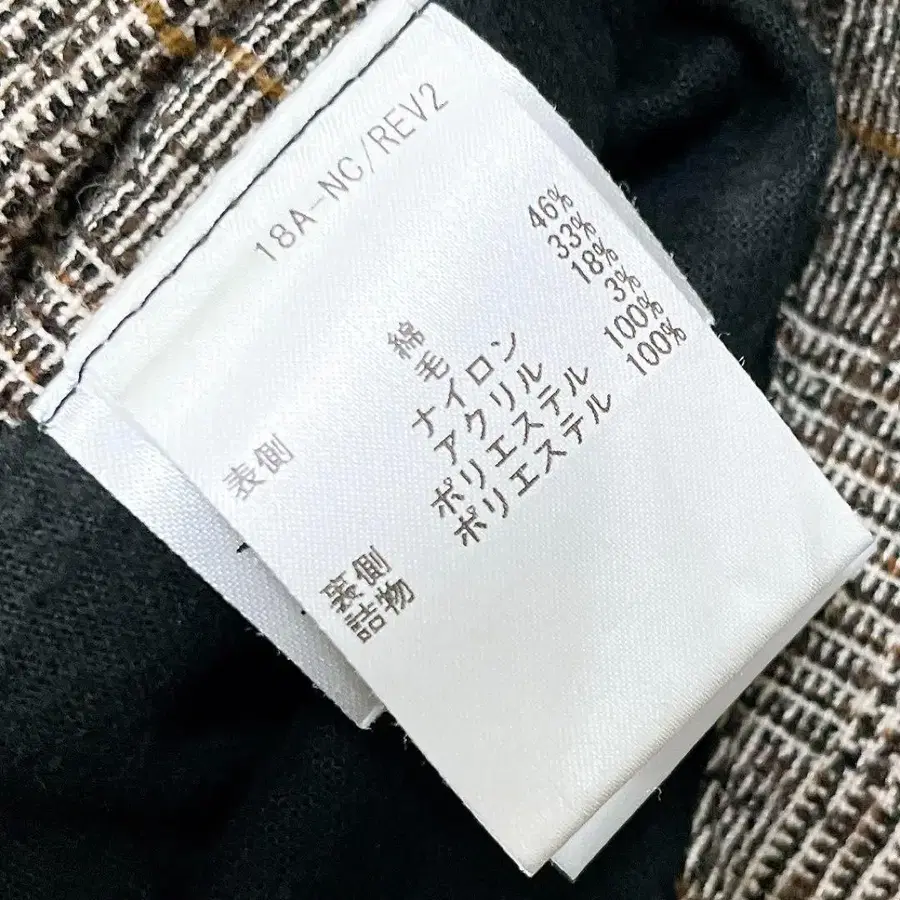 18A-NC/REV2
表側 綿 46%
毛 33%
ナイロン 18%
アクリル 3%
裏側 ポリエステル 100%
詰物 ポリエステル 100%